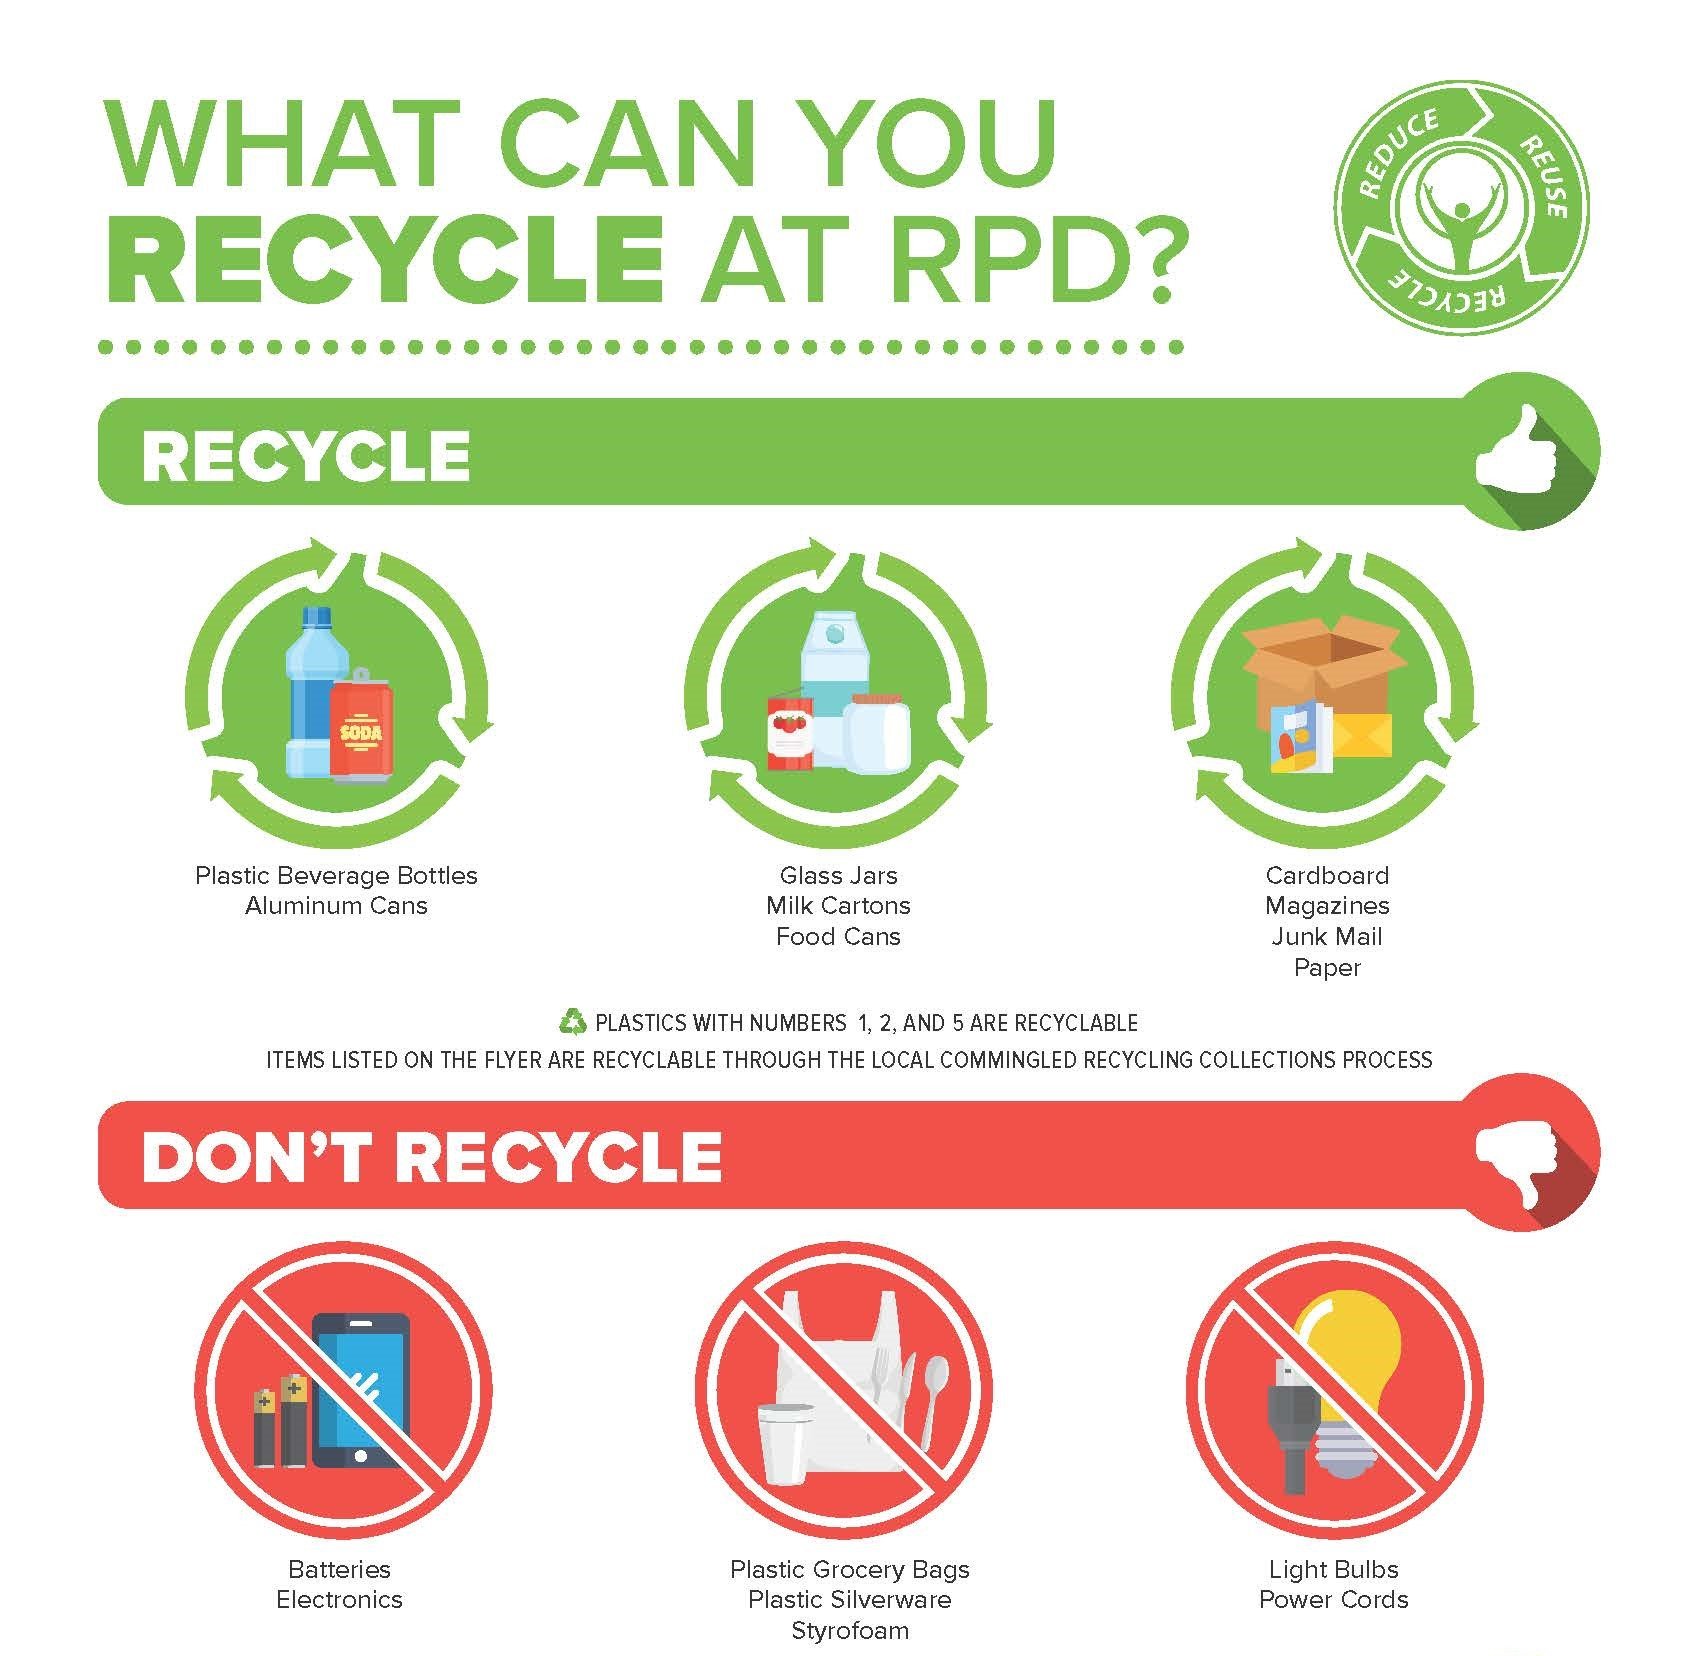 WHAT CAN YOU
RECYCLE AT RPD?
REDUCE
REUSE
RECYCLE
RECYCLE
SODA
Plastic Beverage Bottles
Aluminum Cans
Glass Jars
Milk Cartons
Food Cans
Cardboard
Magazines
Junk Mail
Paper
PLASTICS WITH NUMBERS 1, 2, AND 5 ARE RECYCLABLE
ITEMS LISTED ON THE FLYER ARE RECYCLABLE THROUGH THE LOCAL COMMINGLED RECYCLING COLLECTIONS PROCESS
DON'T RECYCLE
Batteries
Electronics
Plastic Grocery Bags
Plastic Silverware
Styrofoam
Light Bulbs
Power Cords